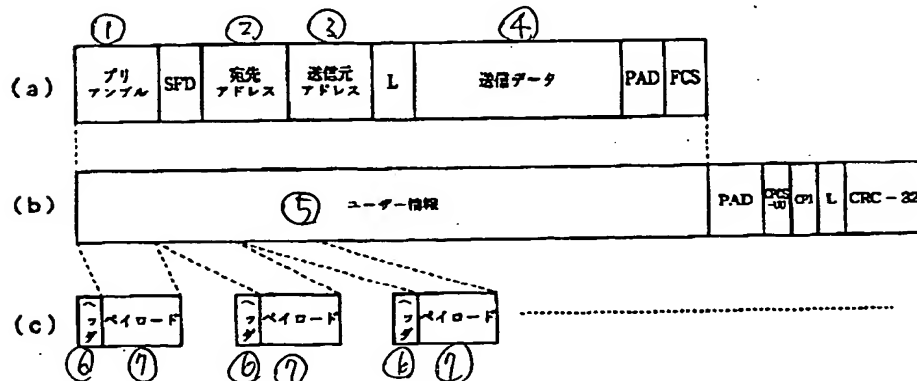 ① ② ③ ④
(a) プリアンブル SFD 宛先アドレス 送信元アドレス L 送信データ PAD FCS
(b) ⑤ ユーザー情報 PAD CPCS-UU CPI L CRC-32
(c) ヘッダ ペイロード ヘッダ ペイロード ヘッダ ペイロード
⑥ ⑦ ⑥ ⑦ ⑥ ⑦